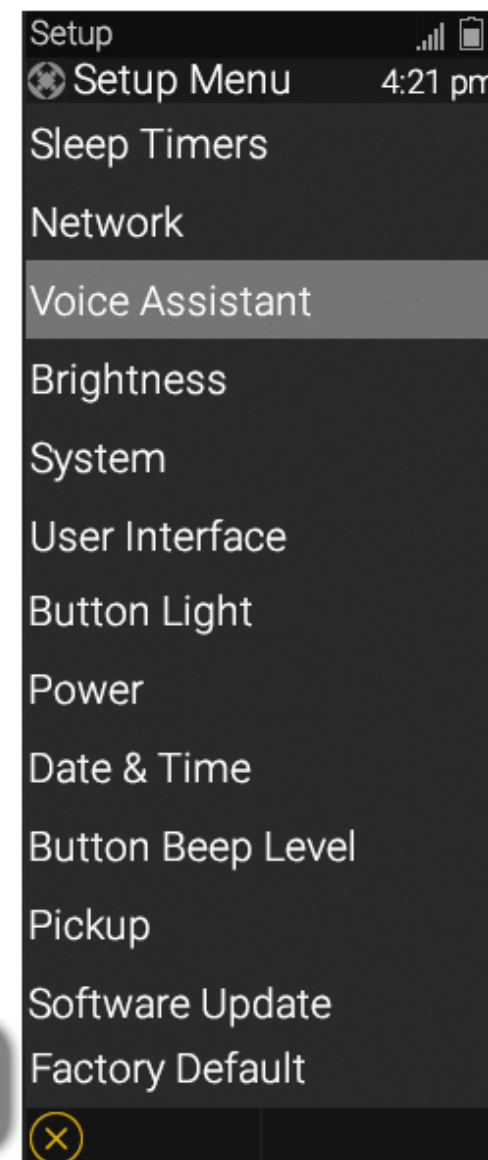 Setup
Setup Menu 4:21 pm
Sleep Timers
Network
Voice Assistant
Brightness
System
User Interface
Button Light
Power
Date & Time
Button Beep Level
Pickup
Software Update
Factory Default